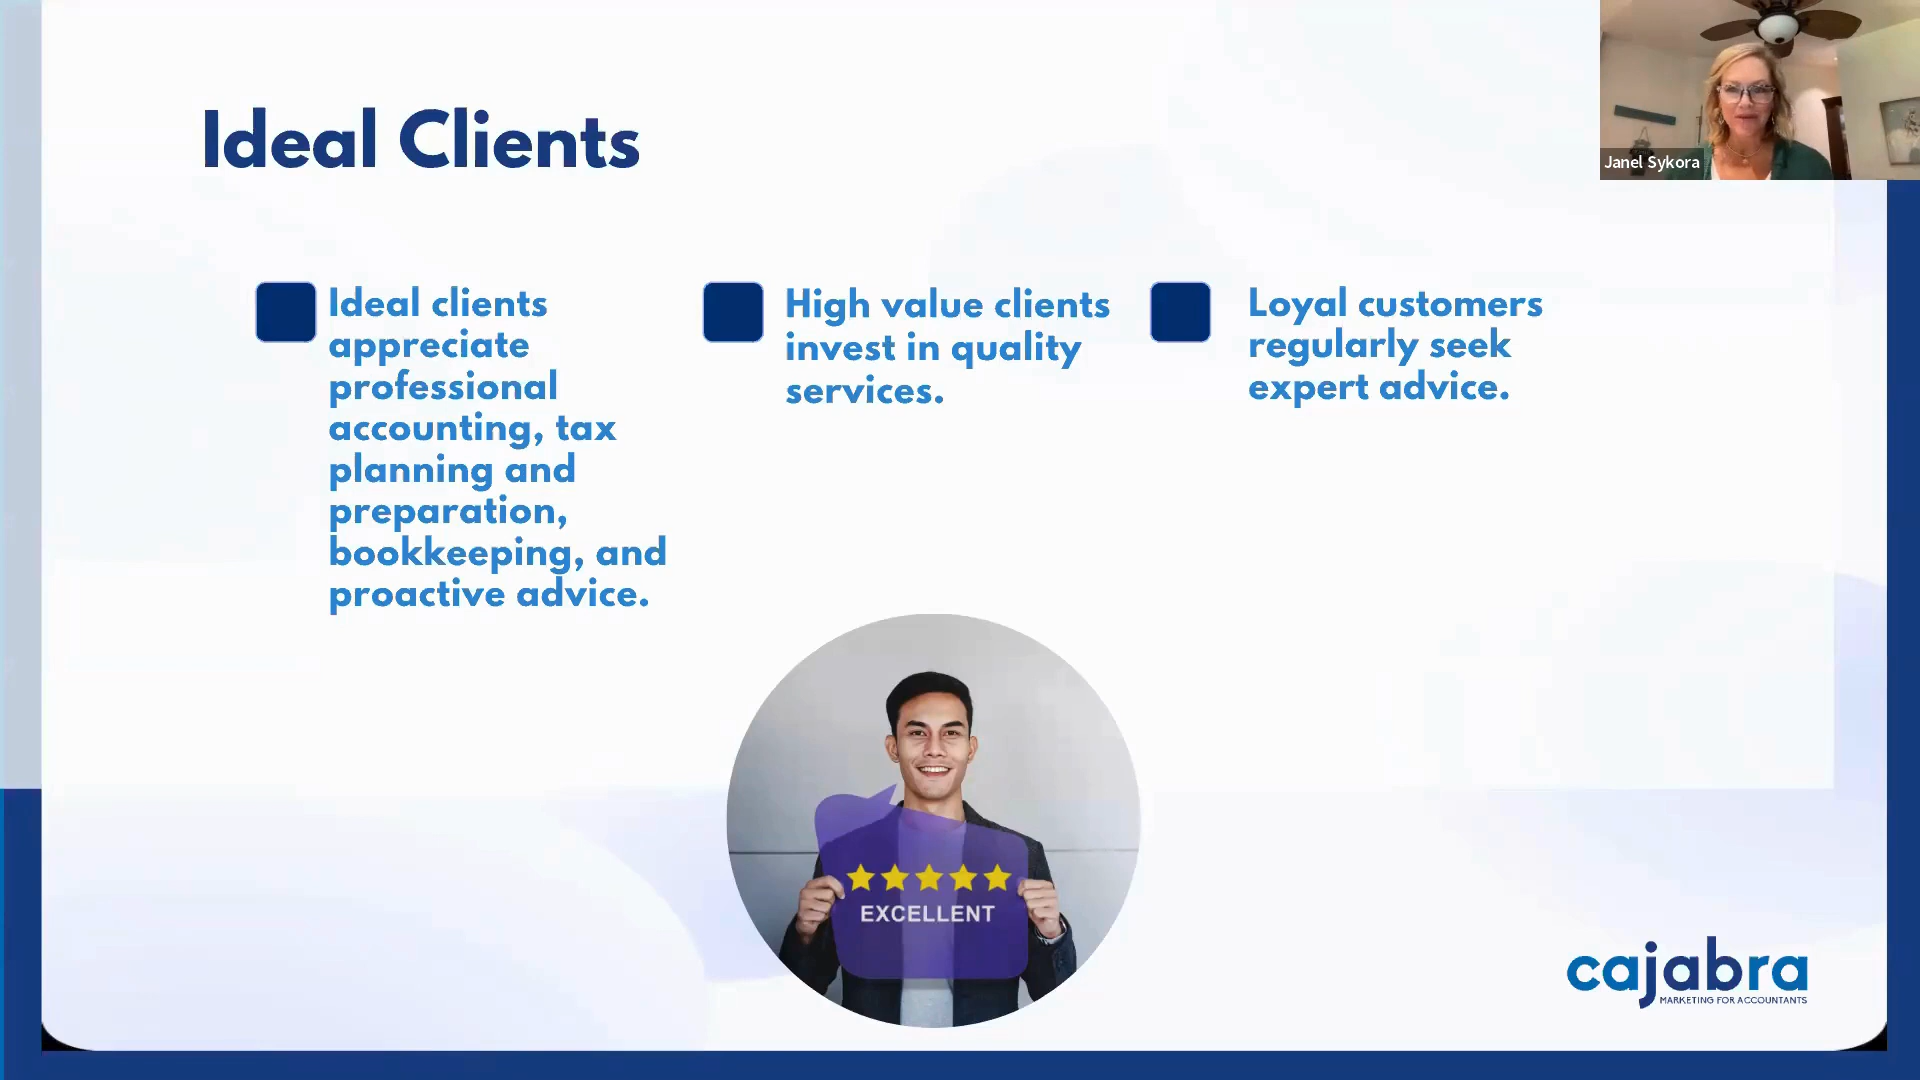 Ideal Clients
Janel Sykora
Ideal clients
appreciate
professional
accounting, tax
planning and
preparation,
bookkeeping, and
proactive advice.
High value clients
invest in quality
services.
Loyal customers
regularly seek
expert advice.
EXCELLENT
cajabra
MARKETING FOR ACCOUNTANTS